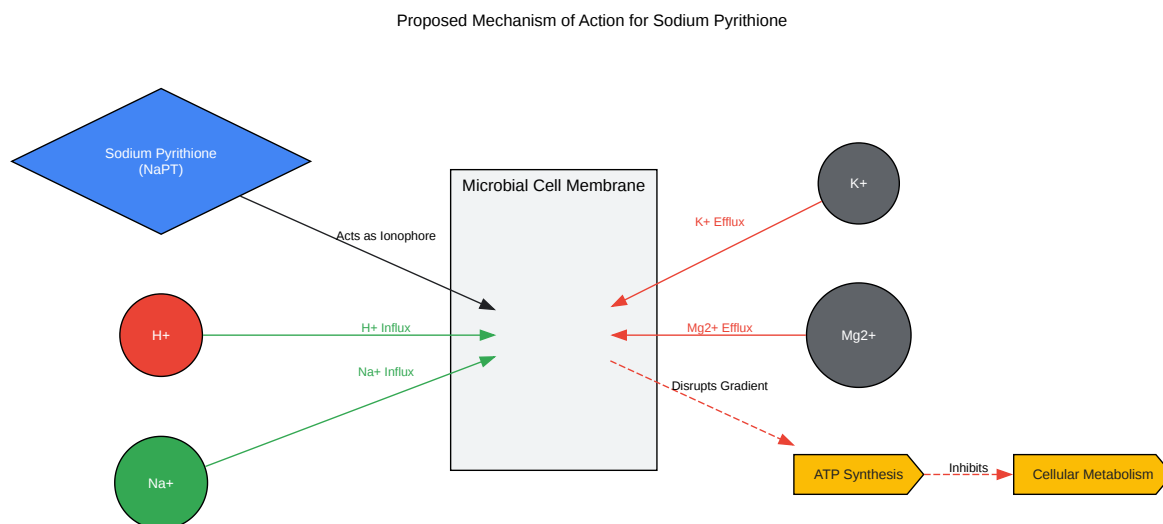 Proposed Mechanism of Action for Sodium Pyrithione
Sodium Pyrithione
(NaPT)
Microbial Cell Membrane
K+
K+ Efflux
Acts as Ionophore
H+
H+ Influx
Mg2+ Efflux
Mg2+
Na+ Influx
Disrupts Gradient
Na+
ATP Synthesis
Inhibits
Cellular Metabolism